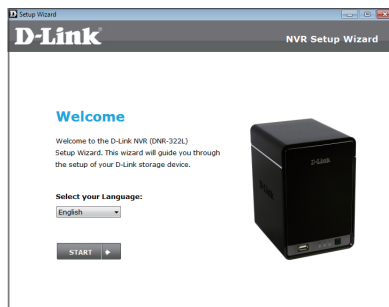 Setup Wizard
D-Link
NVR Setup Wizard
Welcome
Welcome to the D-Link NVR (DNR-322L)
Setup Wizard. This wizard will guide you through
the setup of your D-Link storage device.
D-Link
D-Link
Select your Language:
English
START